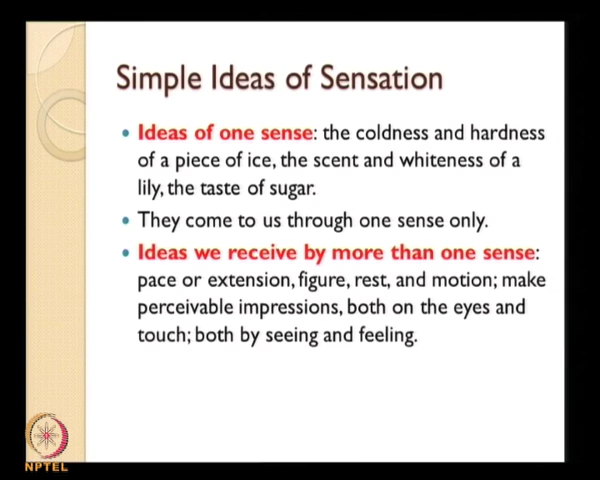 Simple Ideas of Sensation
• Ideas of one sense: the coldness and hardness
of a piece of ice, the scent and whiteness of a
lily, the taste of sugar.
• They come to us through one sense only.
• Ideas we receive by more than one sense:
pace or extension, figure, rest, and motion; make
perceivable impressions, both on the eyes and
touch; both by seeing and feeling.
NPTEL